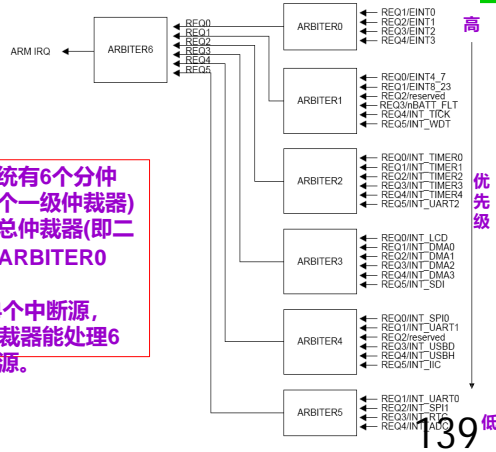 REQ1/EINT0
REQ2/EINT1
REQ3/EINT2
REQ4/EINT3
ARBITER0
高
REQ0
REQ1
REQ2
REQ3
REQ4
REQ5
ARM IRQ
ARBITER6
REQ0/EINT4_7
REQ1/EINT8_23
REQ2/reserved
REQ3/nBATT_FLT
REQ4/INT_TICK
REQ5/INT_WDT
ARBITER1
REQ0/INT_TIMER0
REQ1/INT_TIMER1
REQ2/INT_TIMER2
REQ3/INT_TIMER3
REQ4/INT_TIMER4
REQ5/INT_UART2
ARBITER2
优
先
级
统有6个分仲
个一级仲裁器)
总仲裁器(即二
ARBITER0
个中断源,
裁器能处理6
源。
REQ0/INT_LCD
REQ1/INT_DMA0
REQ2/INT_DMA1
REQ3/INT_DMA2
REQ4/INT_DMA3
REQ5/INT_SDI
ARBITER3
REQ0/INT_SPI0
REQ1/INT_UART1
REQ2/reserved
REQ3/INT_USBD
REQ4/INT_USBH
REQ5/INT_IIC
ARBITER4
REQ1/INT_UART0
REQ2/INT_SPI1
REQ3/INT_RTC
REQ4/INT_ADC
ARBITER5
139
低